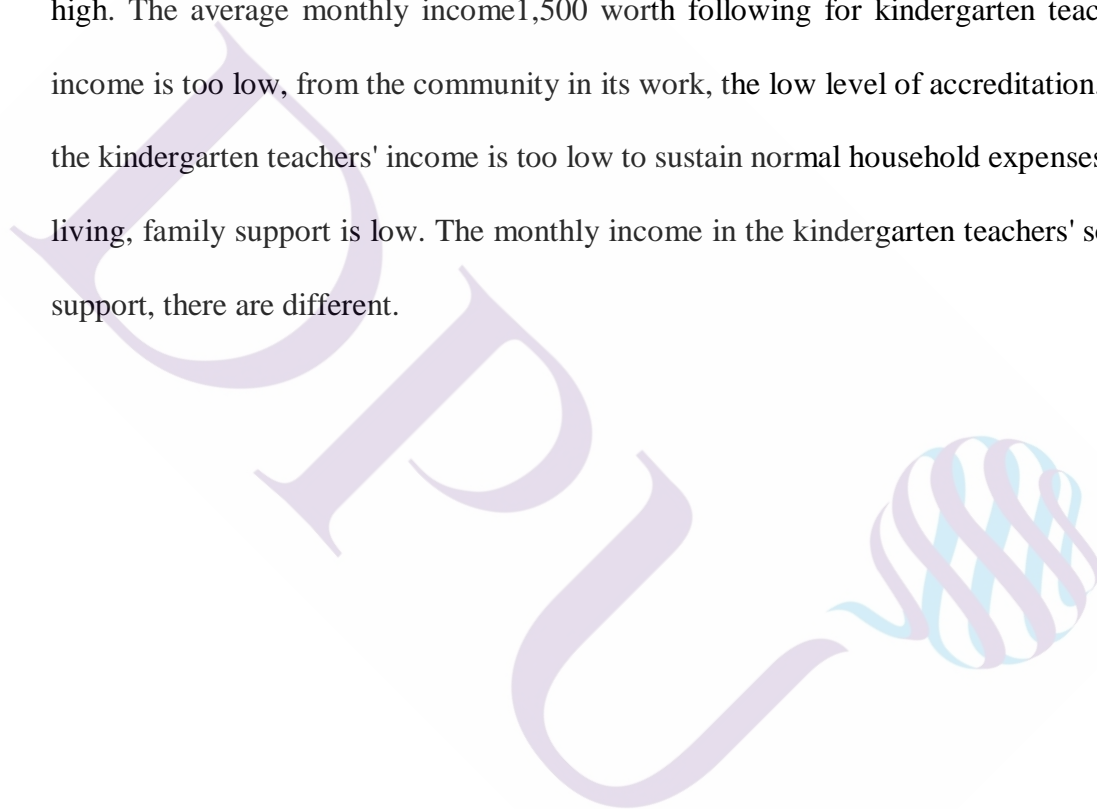 high. The average monthly income1,500 worth following for kindergarten
income is too low, from the community in its work, the low level of accreditation
the kindergarten teachers' income is too low to sustain normal household expenses
living, family support is low. The monthly income in the kindergarten teachers'
support, there are different.
DPU